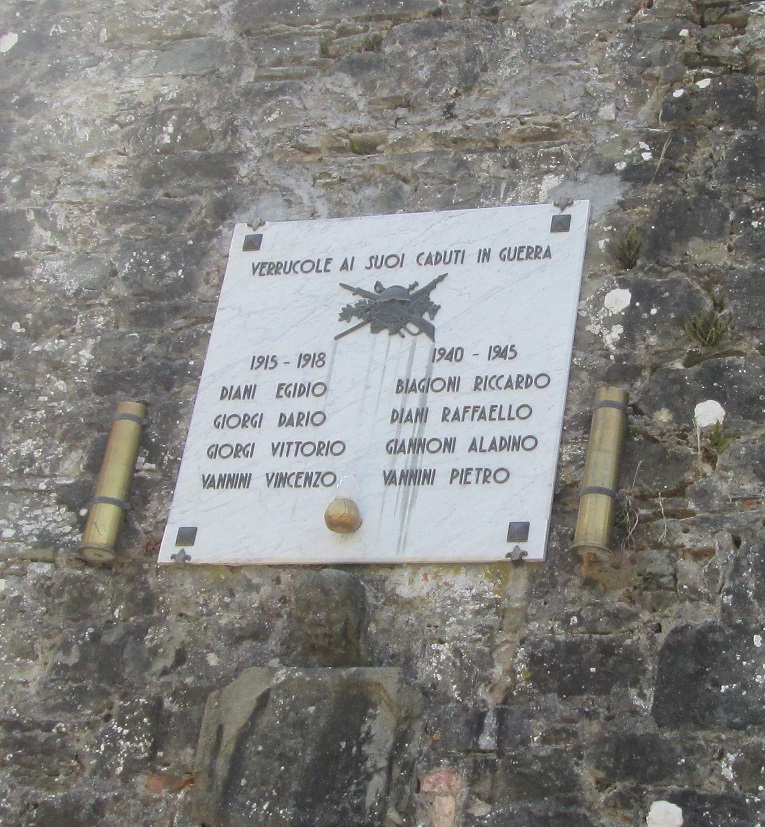 VERRUCOLE AI SUOI CADUTI IN GUERRA
1915 - 1918
DIANI EGIDIO
GIORGI DARIO
GIORGI VITTORIO
VANNINI VINCENZO
1940 - 1945
BIAGIONI RICCARDO
DIANI RAFFAELLO
GIANNONI ALADINO
VANNINI PIETRO